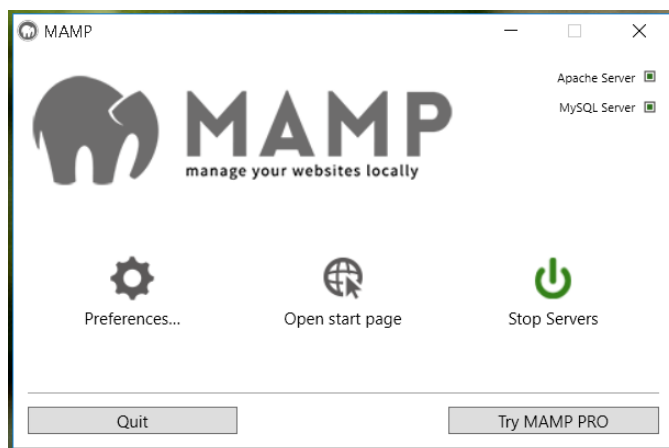 MAMP
Apache Server
MySQL Server
MAMP
manage your websites locally
Preferences...
Open start page
Stop Servers
Quit
Try MAMP PRO